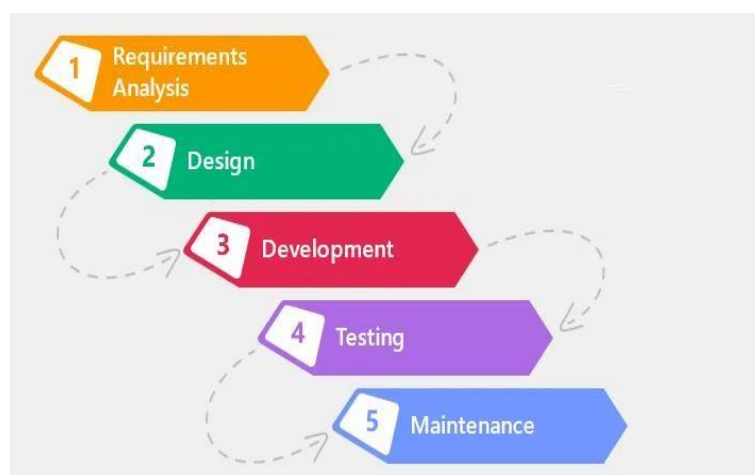 1
Requirements
Analysis
2
Design
3
Development
4
Testing
5
Maintenance